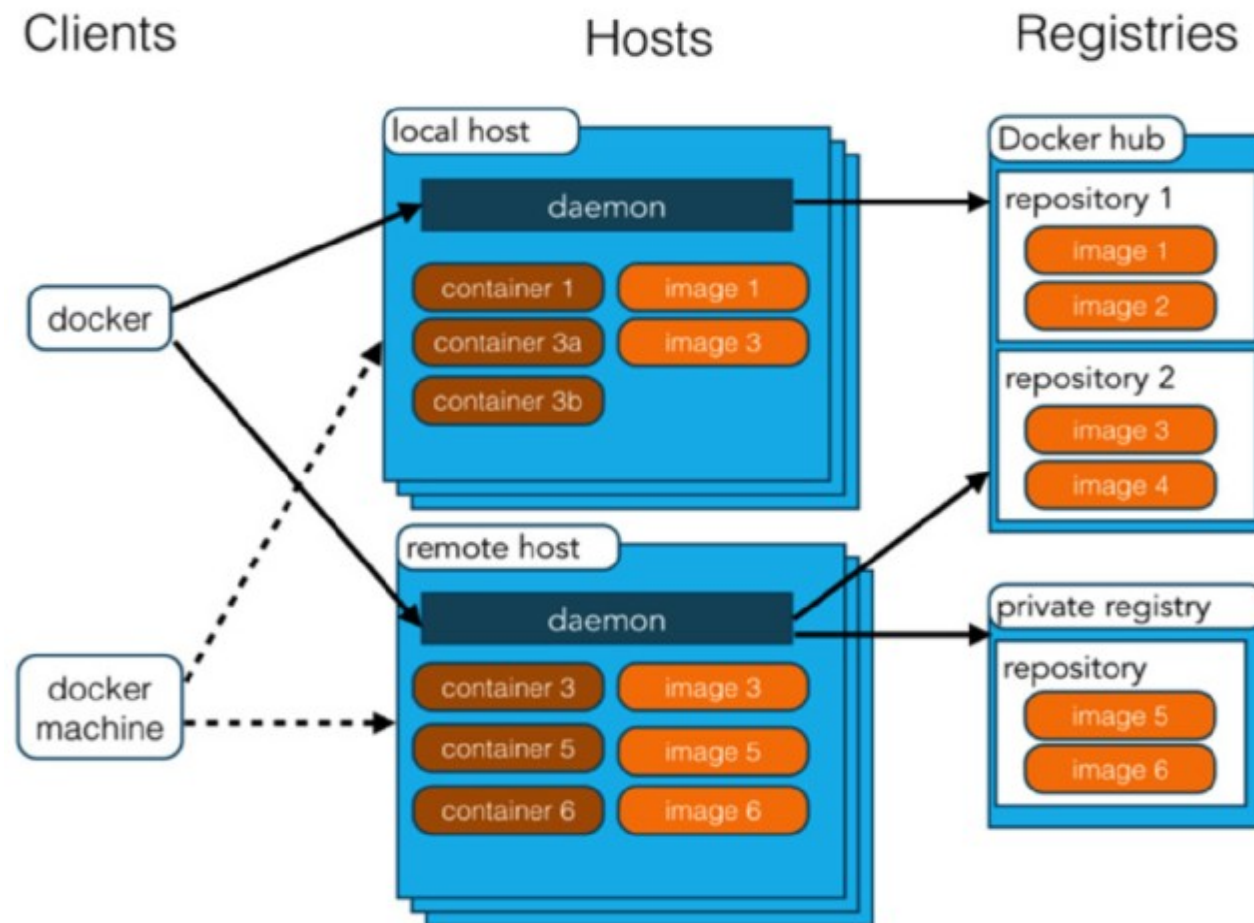 Clients
Hosts
Registries
local host
daemon
container 1
image 1
container 3a
image 3
container 3b
docker
docker
machine
remote host
daemon
container 3
image 3
container 5
image 5
container 6
image 6
Docker hub
repository 1
image 1
image 2
repository 2
image 3
image 4
private registry
repository
image 5
image 6